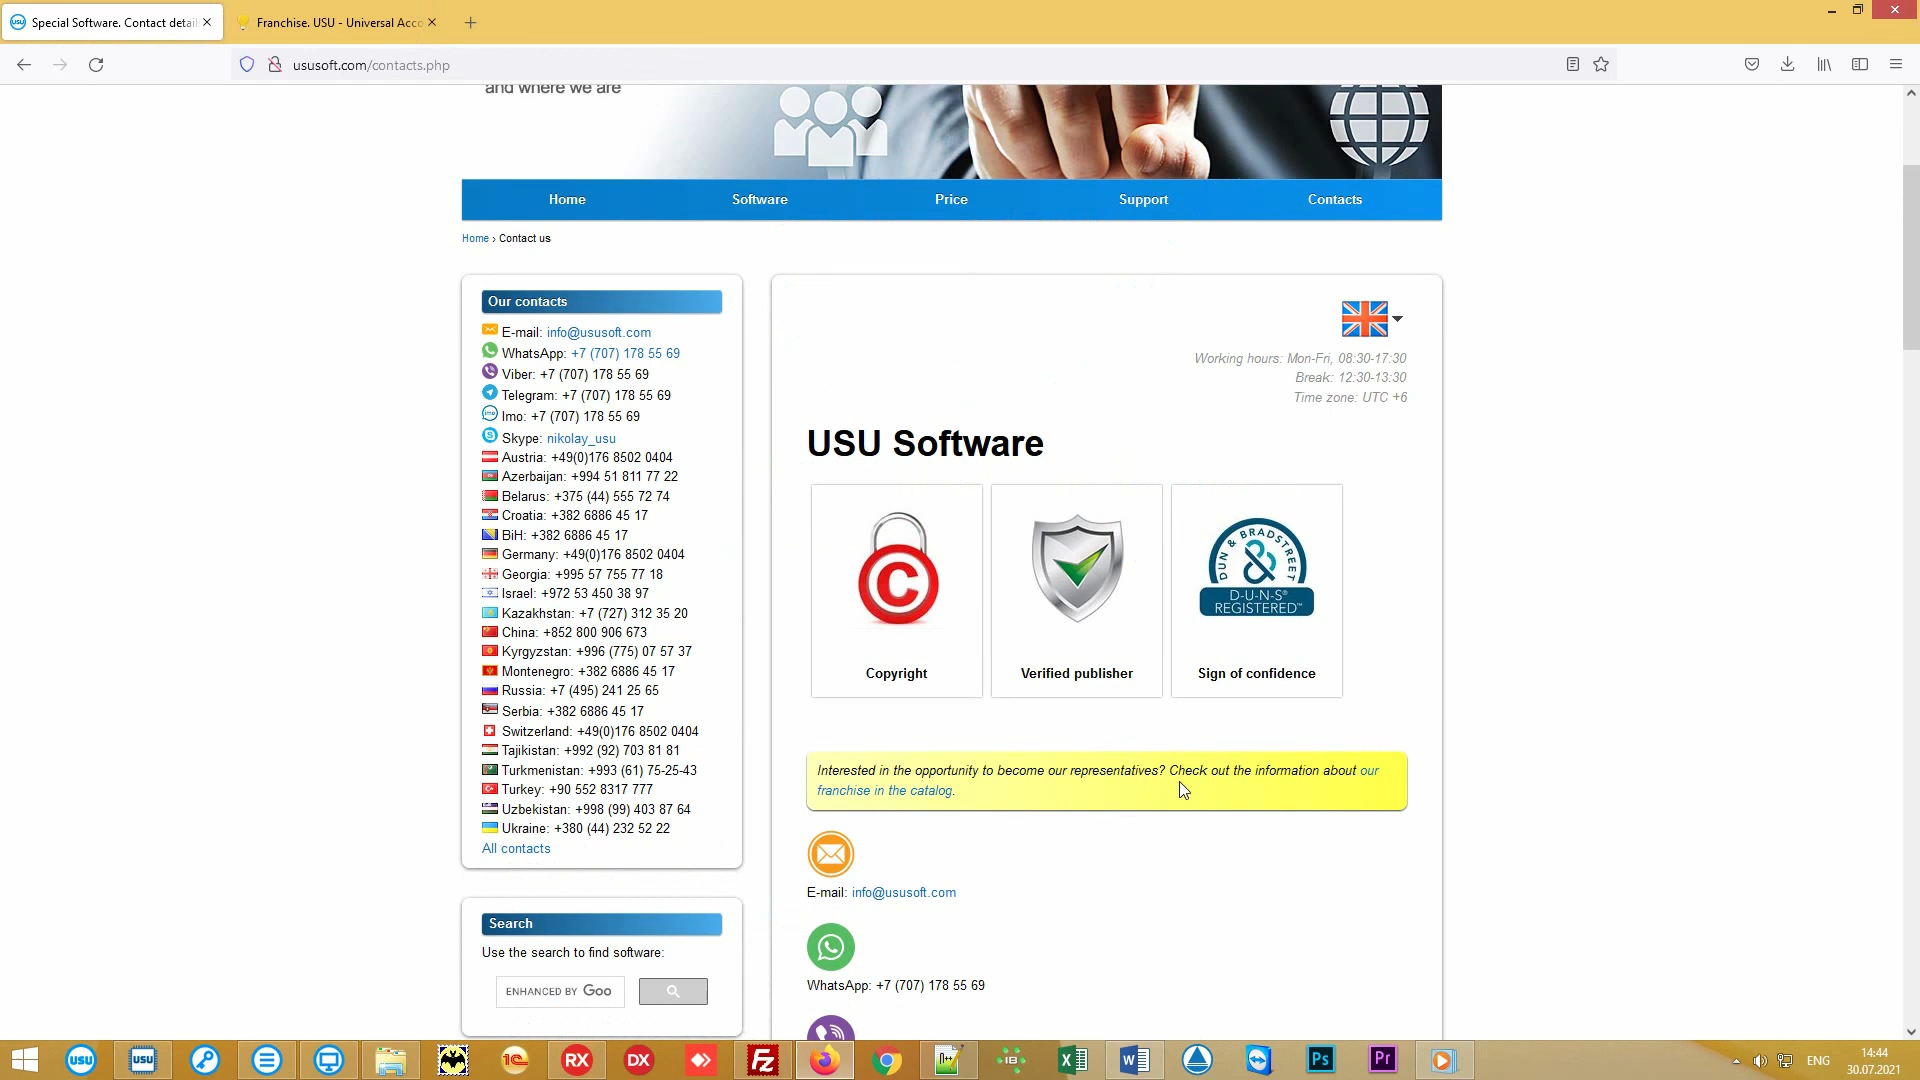 Special Software. Contact detai
Franchise. USU - Universal Acco
ususoft.com/contacts.php
and where we are
Home
Software
Price
Support
Contacts
Home › Contact us
Our contacts
E-mail: info@ususoft.com
WhatsApp: +7 (707) 178 55 69
Viber: +7 (707) 178 55 69
Telegram: +7 (707) 178 55 69
Imo: +7 (707) 178 55 69
Skype: nikolay_usu
Austria: +49(0)176 8502 0404
Azerbaijan: +994 51 811 77 22
Belarus: +375 (44) 555 72 74
Croatia: +382 6886 45 17
BiH: +382 6886 45 17
Germany: +49(0)176 8502 0404
Georgia: +995 57 755 77 18
Israel: +972 53 450 38 97
Kazakhstan: +7 (727) 312 35 20
China: +852 800 906 673
Kyrgyzstan: +996 (775) 07 57 37
Montenegro: +382 6886 45 17
Russia: +7 (495) 241 25 65
Serbia: +382 6886 45 17
Switzerland: +49(0)176 8502 0404
Tajikistan: +992 (92) 703 81 81
Turkmenistan: +993 (61) 75-25-43
Turkey: +90 552 8317 777
Uzbekistan: +998 (99) 403 87 64
Ukraine: +380 (44) 232 52 22
All contacts
Search
Use the search to find software:
ENHANCED BY Goo
Working hours: Mon-Fri, 08:30-17:30
Break: 12:30-13:30
Time zone: UTC +6
USU Software
C
Copyright
Verified publisher
DUN & BRADSTREET
D-U-N-S®
REGISTERED™
Sign of confidence
Interested in the opportunity to become our representatives? Check out the information about our
franchise in the catalog.
E-mail: info@ususoft.com
WhatsApp: +7 (707) 178 55 69
USU
USU
1C
RX
DX
FZ
N++
IB
X
W
Ps
Pr
ENG
14:44
30.07.2021